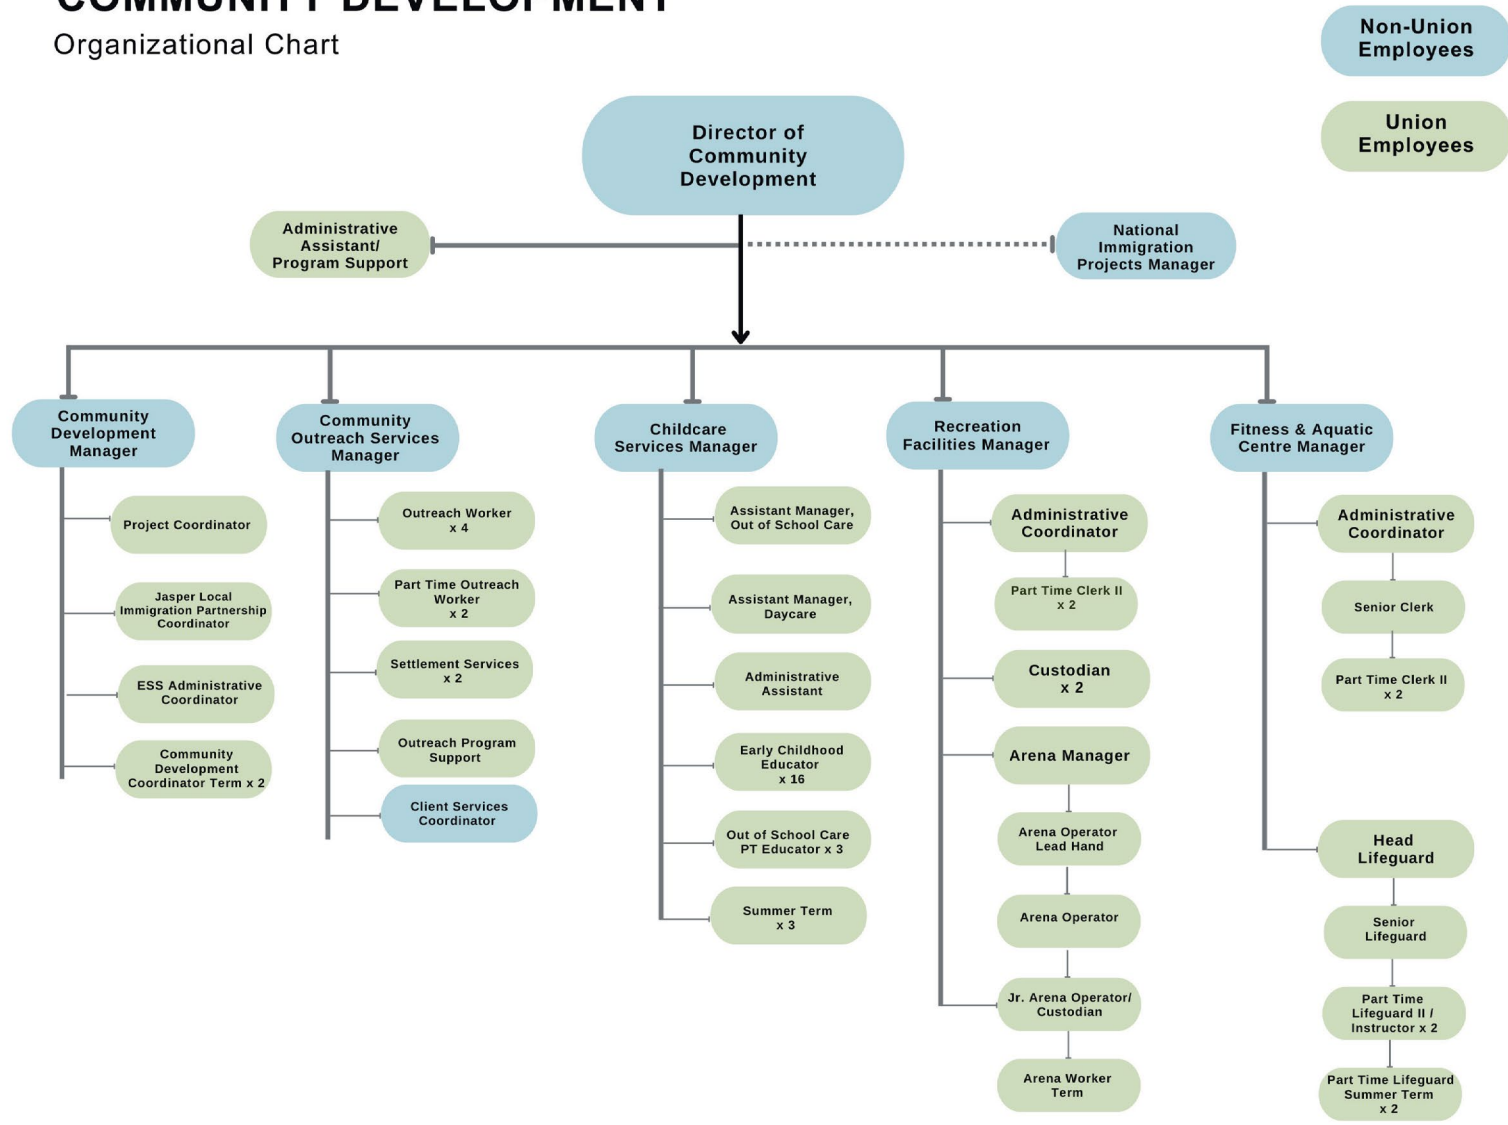 COMMUNITY DEVELOPMENT
Organizational Chart
Non-Union
Employees
Union
Employees
Director of
Community
Development
Administrative
Assistant/
Program Support
National
Immigration
Projects Manager
Community
Development
Manager
Community
Outreach Services
Manager
Childcare
Services Manager
Recreation
Facilities Manager
Fitness & Aquatic
Centre Manager
Project Coordinator
Jasper Local
Immigration Partnership
Coordinator
ESS Administrative
Coordinator
Community
Development
Coordinator Term x 2
Outreach Worker
x 4
Part Time Outreach
Worker
x 2
Settlement Services
x 2
Outreach Program
Support
Client Services
Coordinator
Assistant Manager,
Out of School Care
Assistant Manager,
Daycare
Administrative
Assistant
Early Childhood
Educator
x 16
Out of School Care
PT Educator x 3
Summer Term
x 3
Administrative
Coordinator
Part Time Clerk II
x 2
Custodian
x 2
Arena Manager
Arena Operator
Lead Hand
Arena Operator
Jr. Arena Operator/
Custodian
Arena Worker
Term
Administrative
Coordinator
Senior Clerk
Part Time Clerk II
x 2
Head
Lifeguard
Senior
Lifeguard
Part Time
Lifeguard II /
Instructor x 2
Part Time Lifeguard
Summer Term
x 2